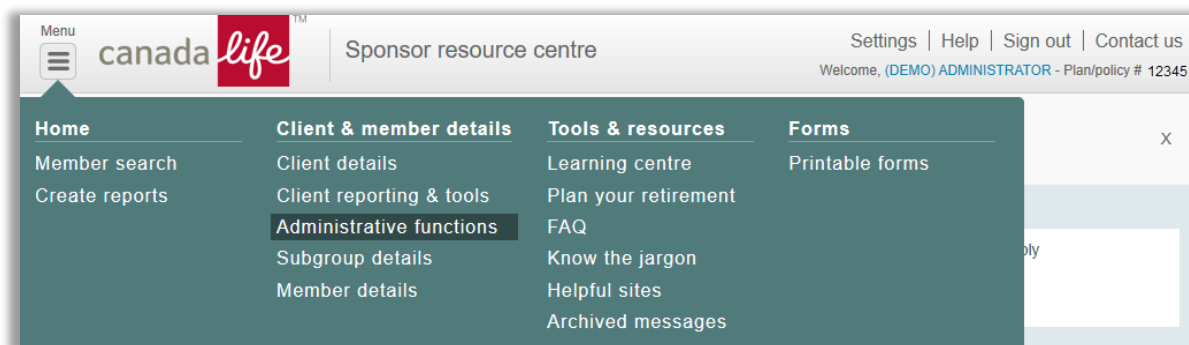 Menu
canada life TM
Sponsor resource centre
Settings | Help | Sign out | Contact us
Welcome, (DEMO) ADMINISTRATOR - Plan/policy # 12345
Home
Member search
Create reports
Client & member details
Client details
Client reporting & tools
Administrative functions
Subgroup details
Member details
Tools & resources
Learning centre
Plan your retirement
FAQ
Know the jargon
Helpful sites
Archived messages
Forms
Printable forms
X